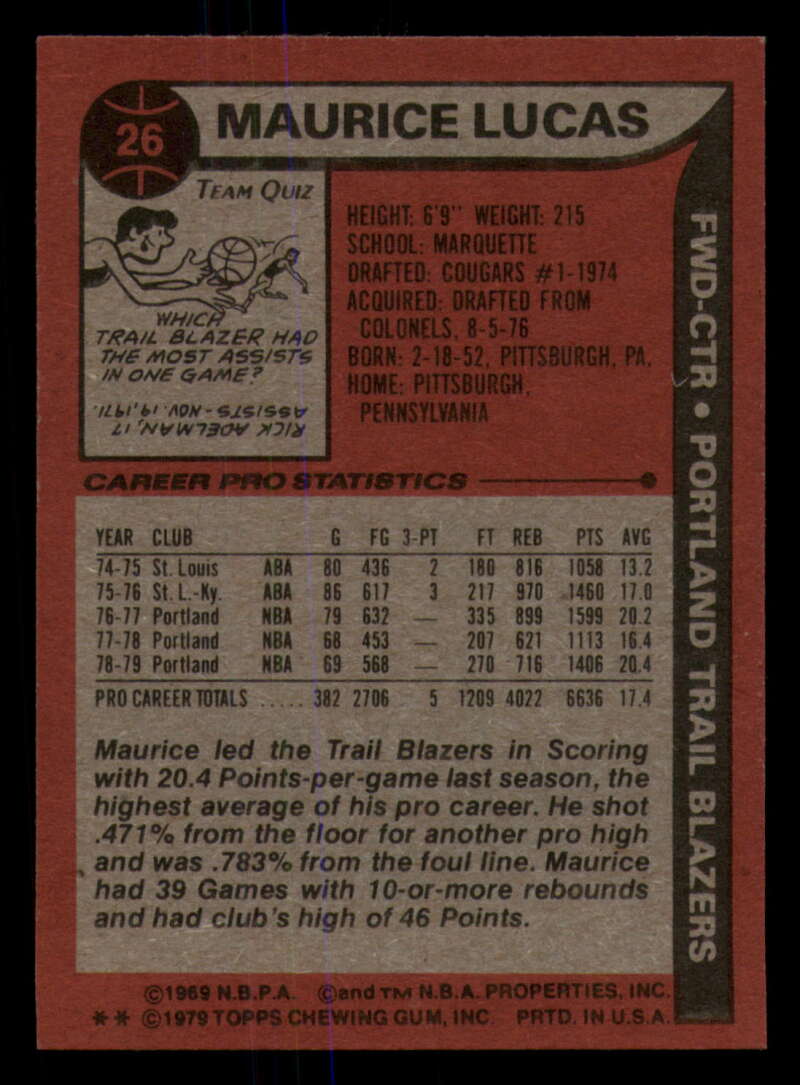 26
MAURICE LUCAS
TEAM QUIZ
WHICH
TRAIL BLAZER HAD
THE MOST ASSISTS
IN ONE GAME?
RICK ADELMAN, 17
ASSISTS-NOV. 19, 1971.
HEIGHT: 6'9" WEIGHT: 215
SCHOOL: MARQUETTE
DRAFTED: COUGARS #1-1974
ACQUIRED: DRAFTED FROM
COLONELS, 8-5-76
BORN: 2-18-52, PITTSBURGH, PA.
HOME: PITTSBURGH,
PENNSYLVANIA
FWD-CTR • PORTLAND TRAIL BLAZERS
CAREER PRO STATISTICS
YEAR CLUB G FG 3-PT FT REB PTS AVG
74-75 St. Louis ABA 80 436 2 180 816 1058 13.2
75-76 St. L.-Ky. ABA 86 617 3 217 970 1460 17.0
76-77 Portland NBA 79 632 — 335 899 1599 20.2
77-78 Portland NBA 68 453 — 207 621 1113 16.4
78-79 Portland NBA 69 568 — 270 716 1406 20.4
PRO CAREER TOTALS ..... 382 2706 5 1209 4022 6636 17.4
Maurice led the Trail Blazers in Scoring
with 20.4 Points-per-game last season, the
highest average of his pro career. He shot
.471% from the floor for another pro high
and was .783% from the foul line. Maurice
had 39 Games with 10-or-more rebounds
and had club's high of 46 Points.
©1969 N.B.P.A. ©and TM N.B.A. PROPERTIES, INC.
** ©1979 TOPPS CHEWING GUM, INC. PRTD. IN U.S.A.